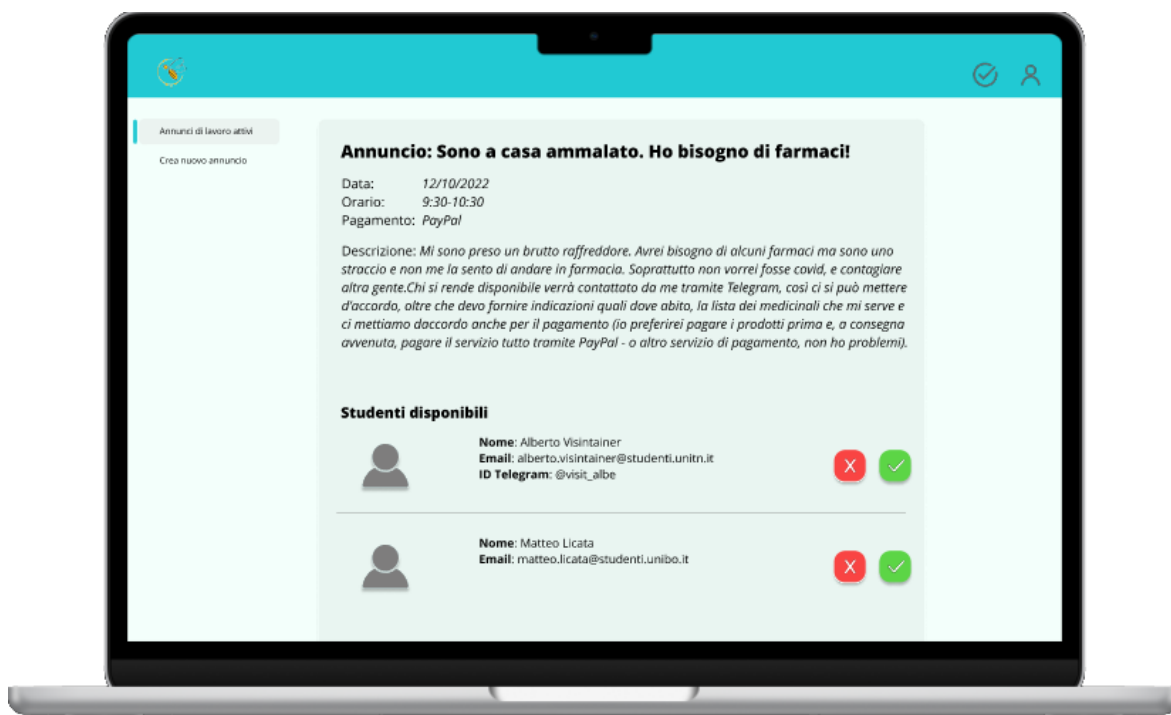 Annunci di lavoro attivi
Crea nuovo annuncio
Annuncio: Sono a casa ammalato. Ho bisogno di farmaci!
Data: 12/10/2022
Orario: 9:30-10:30
Pagamento: PayPal
Descrizione: Mi sono preso un brutto raffreddore. Avrei bisogno di alcuni farmaci ma sono uno
straccio e non me la sento di andare in farmacia. Soprattutto non vorrei fosse covid, e contagiare
altra gente.Chi si rende disponibile verrà contattato da me tramite Telegram, così ci si può mettere
d'accordo, oltre che devo fornire indicazioni quali dove abito, la lista dei medicinali che mi serve e
ci mettiamo daccordo anche per il pagamento (io preferirei pagare i prodotti prima e, a consegna
avvenuta, pagare il servizio tutto tramite PayPal - o altro servizio di pagamento, non ho problemi).
Studenti disponibili
Nome: Alberto Visintainer
Email: alberto.visintainer@studenti.unitn.it
ID Telegram: @visit_albe
X
Nome: Matteo Licata
Email: matteo.licata@studenti.unibo.it
X